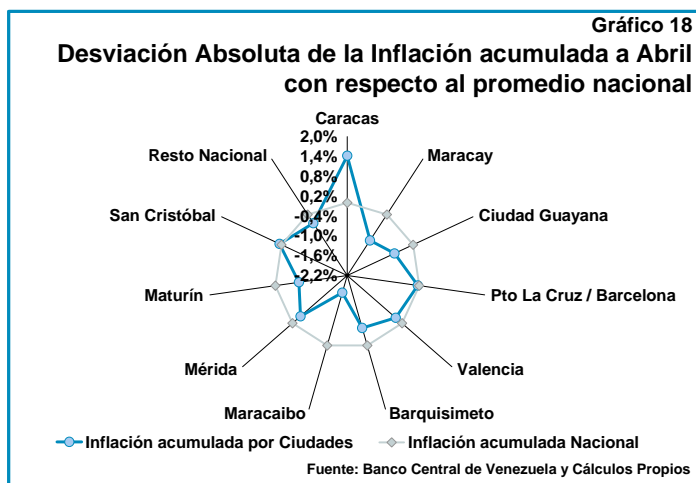 Gráfico 18
Desviación Absoluta de la Inflación acumulada a Abril
con respecto al promedio nacional
Caracas
2,0%
1,4%
0,8%
0,2%
-0,4%
-1,0%
-1,6%
-2,2%
Maracay
Ciudad Guayana
Pto La Cruz / Barcelona
Valencia
Barquisimeto
Maracaibo
Mérida
Maturín
San Cristóbal
Resto Nacional
Inflación acumulada por Ciudades
Inflación acumulada Nacional
Fuente: Banco Central de Venezuela y Cálculos Propios